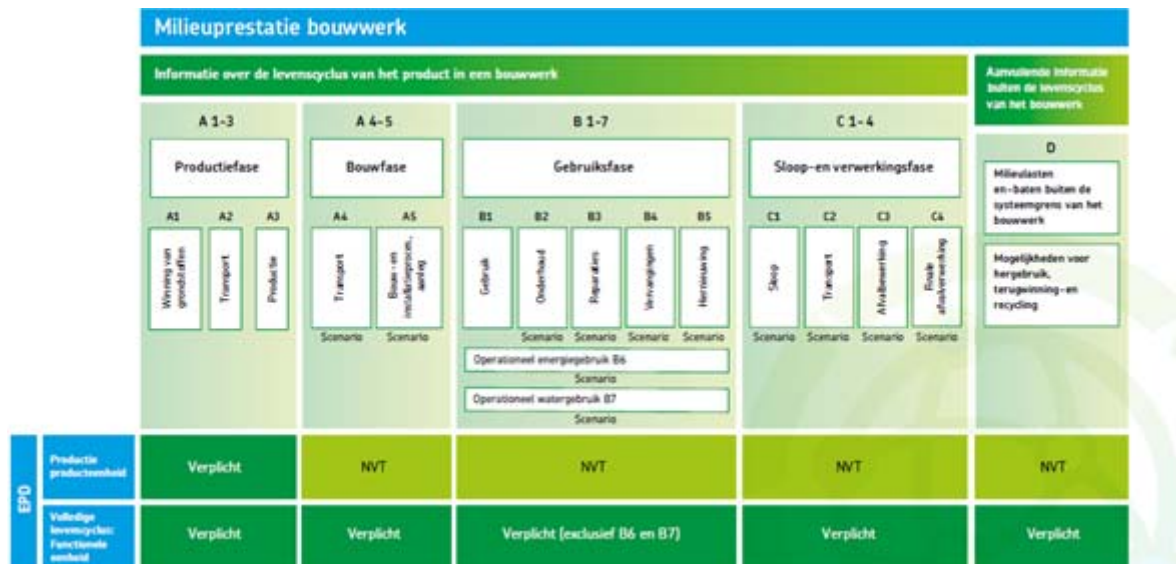 Milieuprestatie bouwwerk
Informatie over de levenscyclus van het product in een bouwwerk
Aanvullende informatie
buiten de levenscyclus
van het bouwwerk
A 1-3
A 4-5
B 1-7
C 1-4
D
Productiefase
Bouwfase
Gebruiksfase
Sloop-en verwerkingsfase
Milieulasten
en-baten buiten de
systeemgrens van het
bouwwerk
A1
A2
A3
A4
A5
B1
B2
B3
B4
B5
C1
C2
C3
C4
Winning van
grondstoffen
Transport
Productie
Transport
Bouw- en
installatieproces,
aanleg
Gebruik
Onderhoud
Reparaties
Vervangingen
Hernieuwing
Sloop
Transport
Afvalbewerking
Finale
afvalverwerking
Mogelijkheden voor
hergebruik,
terugwinning-en
recycling
Scenario
Scenario
Scenario
Scenario
Scenario
Scenario
Scenario
Scenario
Scenario
Scenario
Operationeel energiegebruik B6
Scenario
Operationeel watergebruik B7
Scenario
EPD
Productie
producteenheid
Verplicht
NVT
NVT
NVT
NVT
Volledige
levenscyclus:
Functionele
eenheid
Verplicht
Verplicht
Verplicht (exclusief B6 en B7)
Verplicht
Verplicht